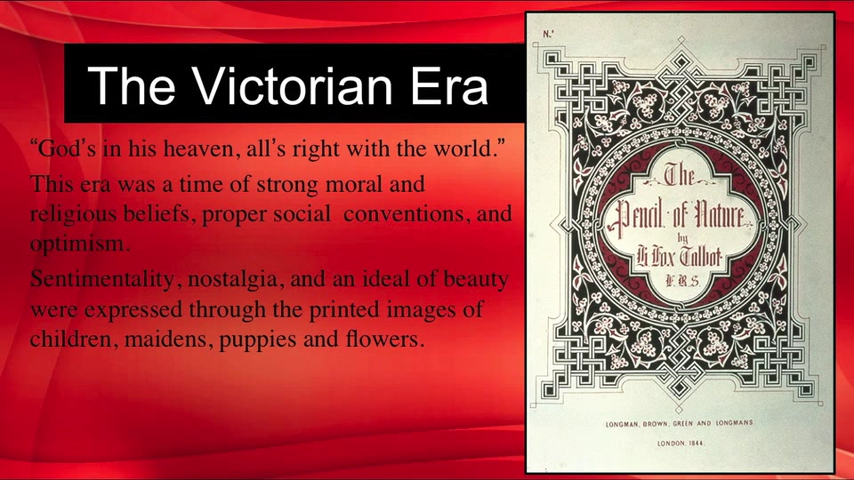 The Victorian Era
“God’s in his heaven, all’s right with the world.”
This era was a time of strong moral and
religious beliefs, proper social conventions, and
optimism.
Sentimentality, nostalgia, and an ideal of beauty
were expressed through the printed images of
children, maidens, puppies and flowers.
N.º
The
Pencil of Nature
by
H Fox Talbot
F.R.S.
LONGMAN, BROWN, GREEN AND LONGMANS
LONDON, 1844.